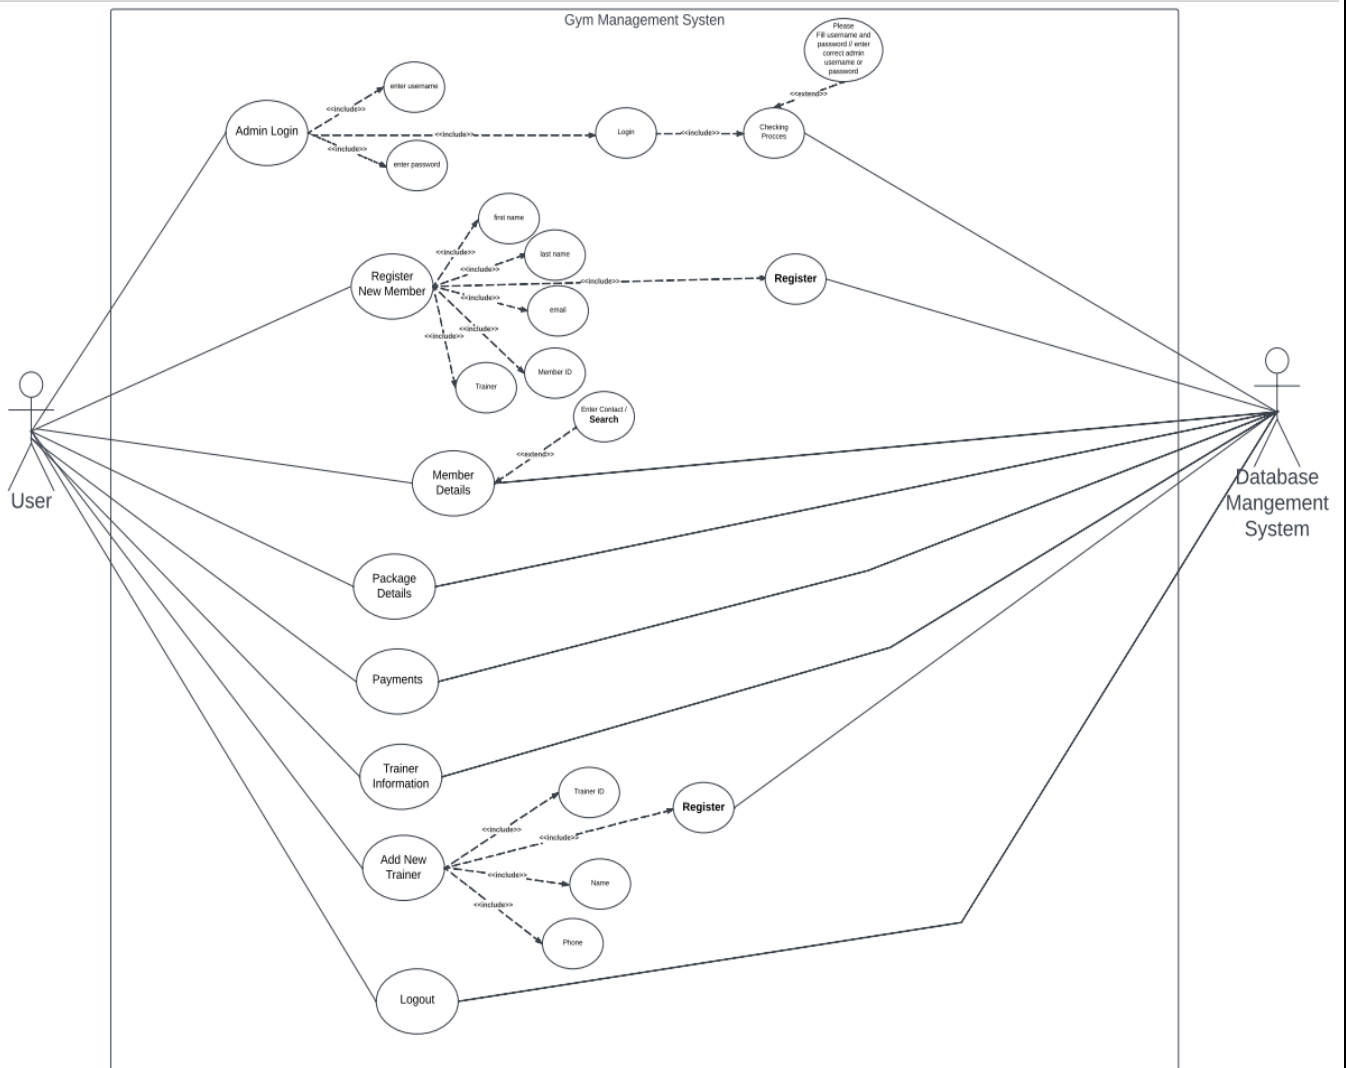 Gym Management Systen
Please
Fill username and
password // enter
correct admin
username or
password
<<extend>>
enter username
<<include>>
Admin Login
<<include>>
Login
<<include>>
Checking
Procces
<<include>>
enter password
first name
<<include>>
last name
<<include>>
Register
New Member
<<include>>
Register
<<include>>
email
<<include>>
<<include>>
Member ID
Trainer
Enter Contact /
Search
<<extend>>
Member
Details
User
Database
Mangement
System
Package
Details
Payments
Trainer
Information
Trainer ID
Register
<<include>>
<<include>>
Add New
Trainer
<<include>>
Name
<<include>>
Phone
Logout